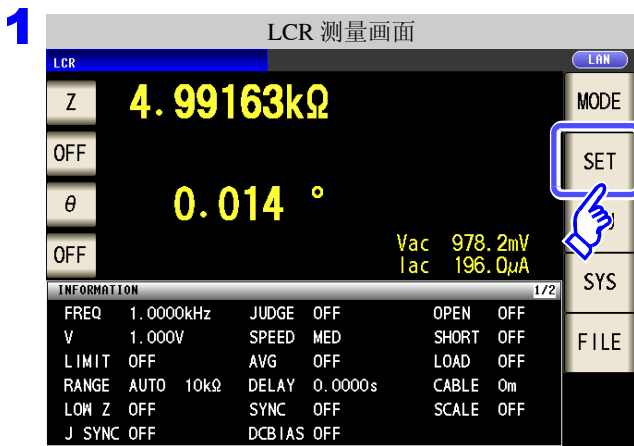 1
LCR 测量画面
LCR
LAN
Z 4.99163kΩ
MODE
OFF
SET
θ 0.014 °
OFF
Vac 978.2mV
Iac 196.0μA
SYS
INFORMATION 1/2
FREQ 1.0000kHz JUDGE OFF OPEN OFF
V 1.000V SPEED MED SHORT OFF
FILE
LIMIT OFF AVG OFF LOAD OFF
RANGE AUTO 10kΩ DELAY 0.0000s CABLE 0m
LOW Z OFF SYNC OFF SCALE OFF
J SYNC OFF DCBIAS OFF